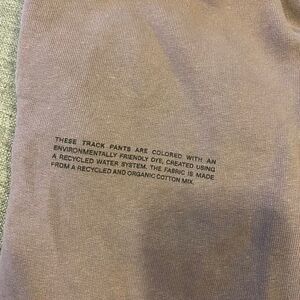 THESE TRACK PANTS ARE COLORED WITH AN
ENVIRONMENTALLY FRIENDLY DYE, CREATED USING
A RECYCLED WATER SYSTEM. THE FABRIC IS MADE
FROM A RECYCLED AND ORGANIC COTTON MIX.